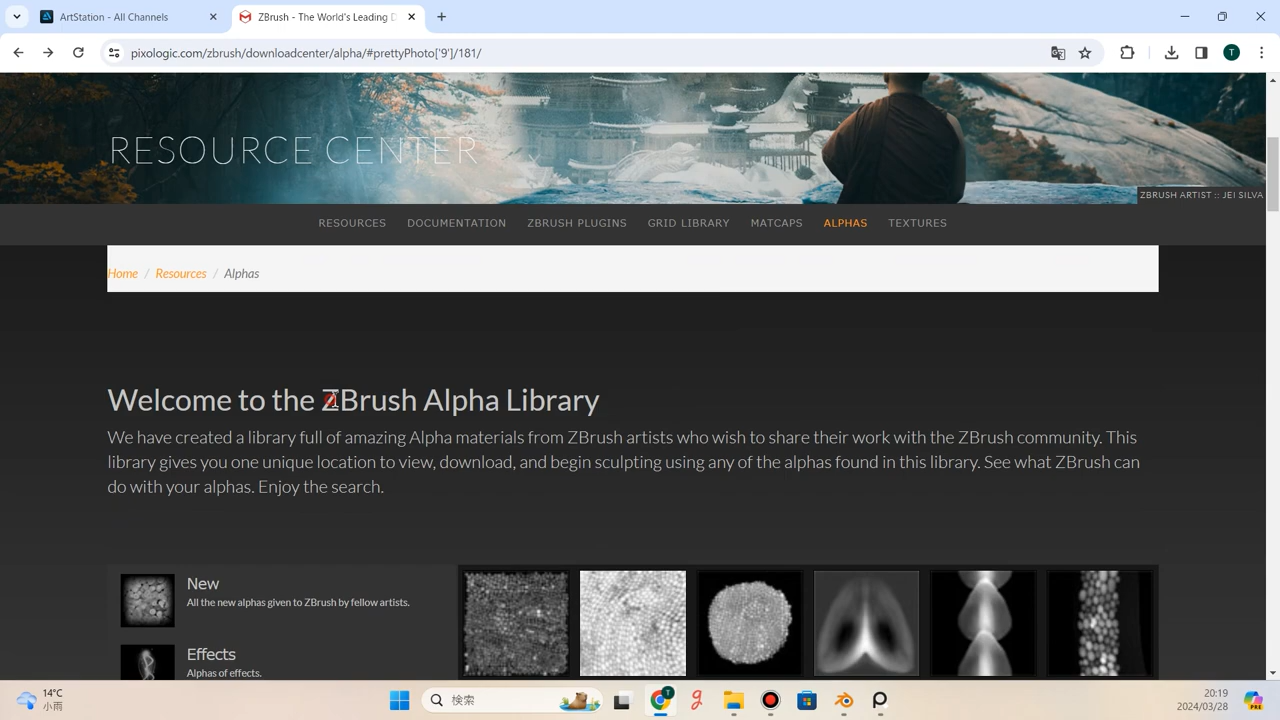 ArtStation - All Channels
ZBrush - The World's Leading D
pixologic.com/zbrush/downloadcenter/alpha/#prettyPhoto['9']/181/
T
RESOURCE CENTER
ZBRUSH ARTIST :: JEI SILVA
RESOURCES DOCUMENTATION ZBRUSH PLUGINS GRID LIBRARY MATCAPS ALPHAS TEXTURES
Home / Resources / Alphas
Welcome to the ZBrush Alpha Library
We have created a library full of amazing Alpha materials from ZBrush artists who wish to share their work with the ZBrush community. This
library gives you one unique location to view, download, and begin sculpting using any of the alphas found in this library. See what ZBrush can
do with your alphas. Enjoy the search.
New
All the new alphas given to ZBrush by fellow artists.
Effects
Alphas of effects.
14°C
小雨
検索
T
20:19
2024/03/28
PRE